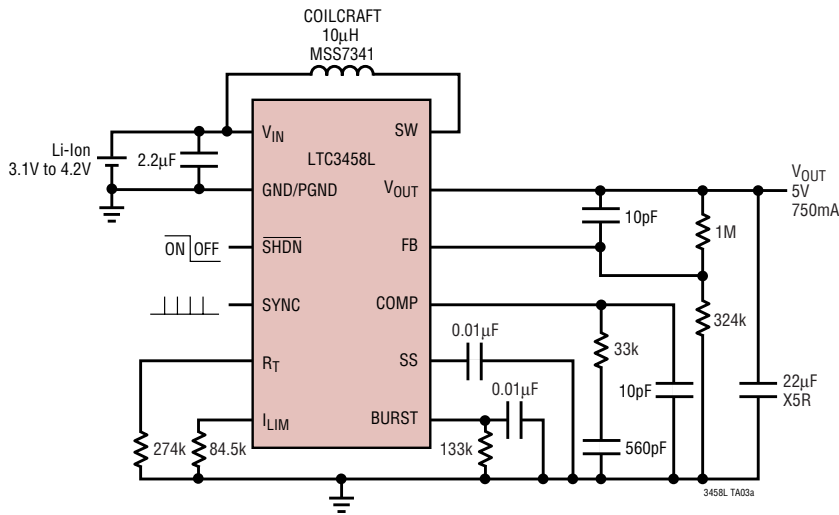 COILCRAFT
10µH
MSS7341
Li-Ion
3.1V to 4.2V
2.2µF
VIN
LTC3458L
SW
GND/PGND
VOUT
VOUT
5V
750mA
10pF
1M
ON OFF
SHDN
FB
SYNC
COMP
324k
0.01µF
33k
RT
SS
0.01µF
10pF
22µF
X5R
ILIM
BURST
274k
84.5k
133k
560pF
3458L TA03a